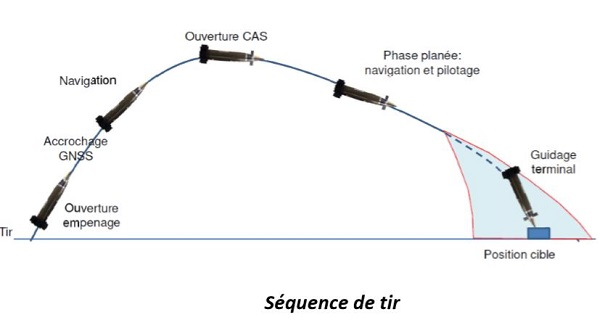 Ouverture CAS
Phase planée:
navigation et pilotage
Navigation
Accrochage
GNSS
Guidage
terminal
Ouverture
empenage
Tir
Position cible
Séquence de tir